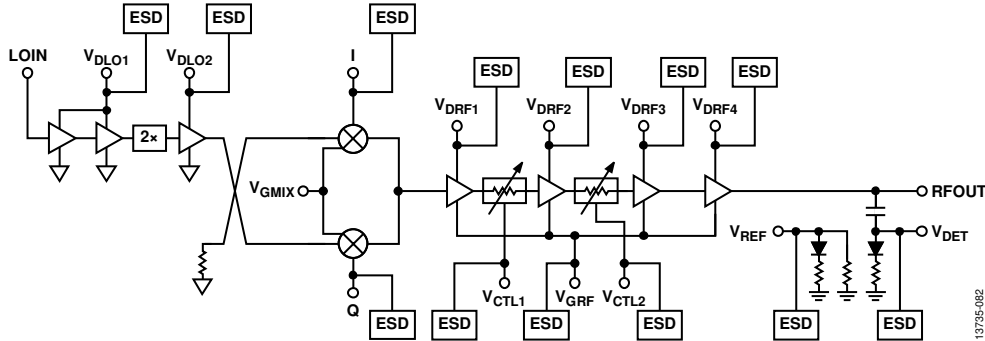 ESD
ESD
ESD
LOIN
VDLO1
VDLO2
I
ESD
ESD
ESD
ESD
VDRF1
VDRF2
VDRF3
VDRF4
2×
VGMIX
RFOUT
VREF
VDET
VCTL1
VGRF
VCTL2
Q
ESD
ESD
ESD
ESD
ESD
ESD
13735-082